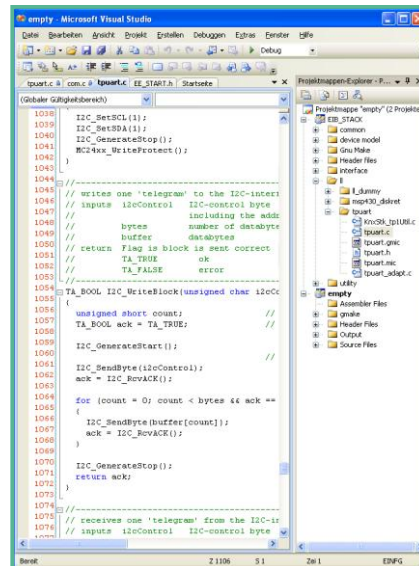 empty - Microsoft Visual Studio
Datei Bearbeiten Ansicht Projekt Erstellen Debuggen Extras Fenster Hilfe
Debug
tpuart.c com.c tpuart.c EE_START.h Startseite
(Globaler Gültigkeitsbereich)
1038
1039 I2C_SetSCL(1);
1040 I2C_SetSDA(1);
1041 I2C_GenerateStop();
1042 MC24xx_WriteProtect();
1043 }
1044
1045 //
1046 // writes one 'telegram' to the I2C-inter
1047 // inputs i2cControl I2C-control byte
1048 // including the addr
1049 // bytes number of databyte
1050 // buffer databytes
1051 // return Flag is block is sent correct
1052 // TA_TRUE ok
1053 // TA_FALSE error
1054 //
1055 TA_BOOL I2C_WriteBlock(unsigned char i2cCo
1056 {
1057 unsigned short count; //
1058 TA_BOOL ack = TA_TRUE; //
1059
1060 I2C_GenerateStart();
1061 //
1062 I2C_SendByte(i2cControl);
1063 ack = I2C_RcvACK();
1064
1065 for (count = 0; count < bytes && ack ==
1066 {
1067 I2C_SendByte(buffer[count]);
1068 ack = I2C_RcvACK();
1069 }
1070
1071 I2C_GenerateStop();
1072 return ack;
1073 }
1074
1075 //
1076 // receives one 'telegram' from the I2C-in
// inputs i2cControl I2C-control byte
Projektmappen-Explorer - P...
Projektmappe "empty" (2 Projekte
EIB_STACK
common
device model
Gnu Make
Header files
interface
ll
ll_dummy
msp430_diskret
tpuart
KnxStk_tp1Util.c
tpuart.c
tpuart.gmic
tpuart.h
tpuart.mic
tpuart_adapt.c
utility
empty
Assembler Files
gmake
Header Files
Output
Source Files
Bereit Z 1106 S 1 Zei 1 EINFG